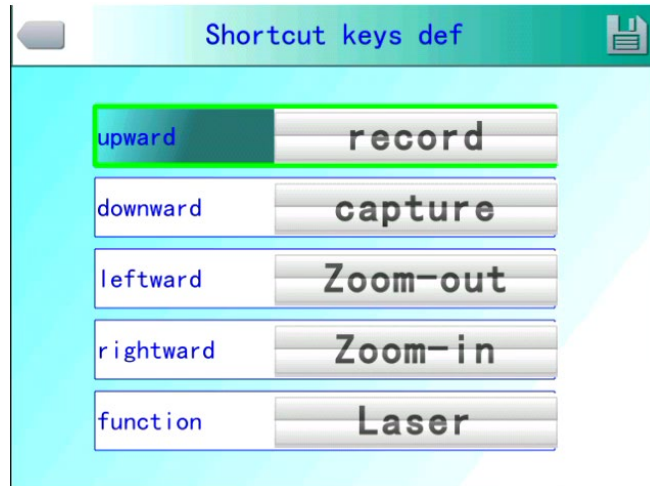 Shortcut keys def
upward record
downward capture
leftward Zoom-out
rightward Zoom-in
function Laser